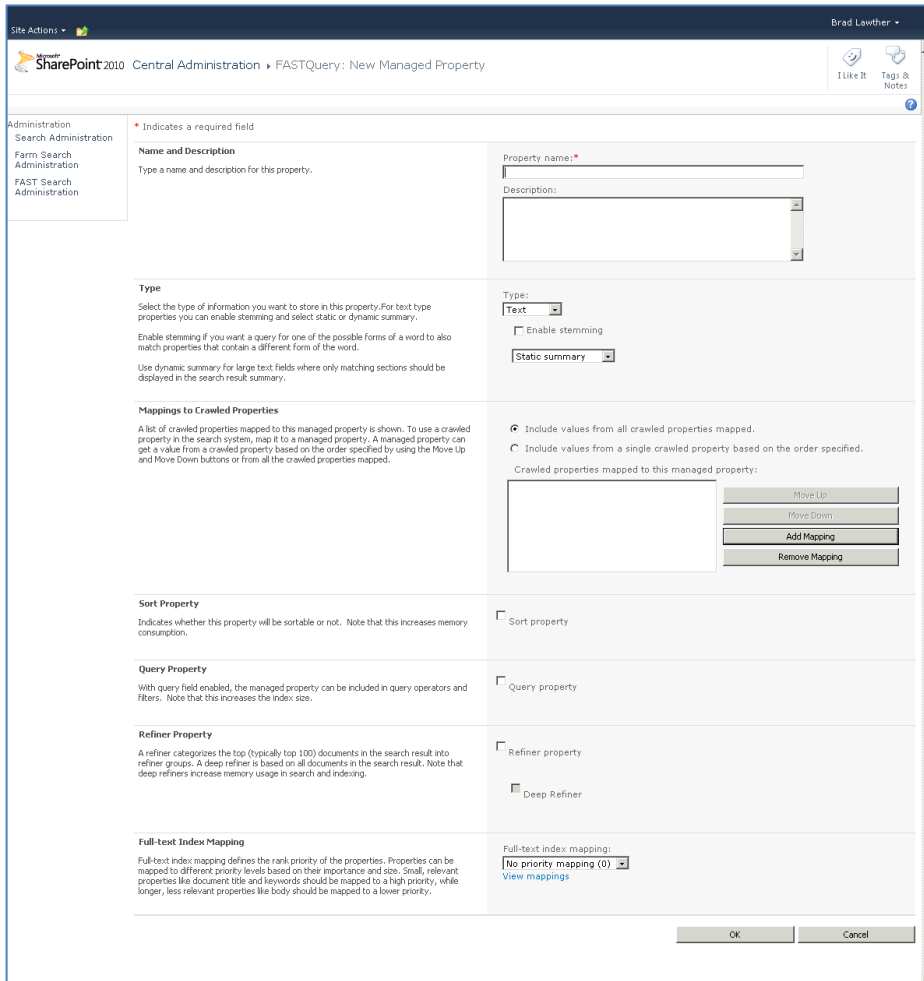 Brad Lawther
Site Actions
Microsoft
SharePoint 2010 Central Administration FASTQuery: New Managed Property
I Like It
Tags & Notes
Administration
Search Administration
Farm Search Administration
FAST Search Administration
* Indicates a required field
Name and Description
Type a name and description for this property.
Property name:*
Description:
Type
Select the type of information you want to store in this property.For text type
properties you can enable stemming and select static or dynamic summary.
Enable stemming if you want a query for one of the possible forms of a word to also
match properties that contain a different form of the word.
Use dynamic summary for large text fields where only matching sections should be
displayed in the search result summary.
Type:
Text
Enable stemming
Static summary
Mappings to Crawled Properties
A list of crawled properties mapped to this managed property is shown. To use a crawled
property in the search system, map it to a managed property. A managed property can
get a value from a crawled property based on the order specified by using the Move Up
and Move Down buttons or from all the crawled properties mapped.
Include values from all crawled properties mapped.
Include values from a single crawled property based on the order specified.
Crawled properties mapped to this managed property:
Move Up
Move Down
Add Mapping
Remove Mapping
Sort Property
Indicates whether this property will be sortable or not. Note that this increases memory
consumption.
Sort property
Query Property
With query field enabled, the managed property can be included in query operators and
filters. Note that this increases the index size.
Query property
Refiner Property
A refiner categorizes the top (typically top 100) documents in the search result into
refiner groups. A deep refiner is based on all documents in the search result. Note that
deep refiners increase memory usage in search and indexing.
Refiner property
Deep Refiner
Full-text Index Mapping
Full-text index mapping defines the rank priority of the properties. Properties can be
mapped to different priority levels based on their importance and size. Small, relevant
properties like document title and keywords should be mapped to a high priority, while
longer, less relevant properties like body should be mapped to a lower priority.
Full-text index mapping:
No priority mapping (0)
View mappings
OK
Cancel